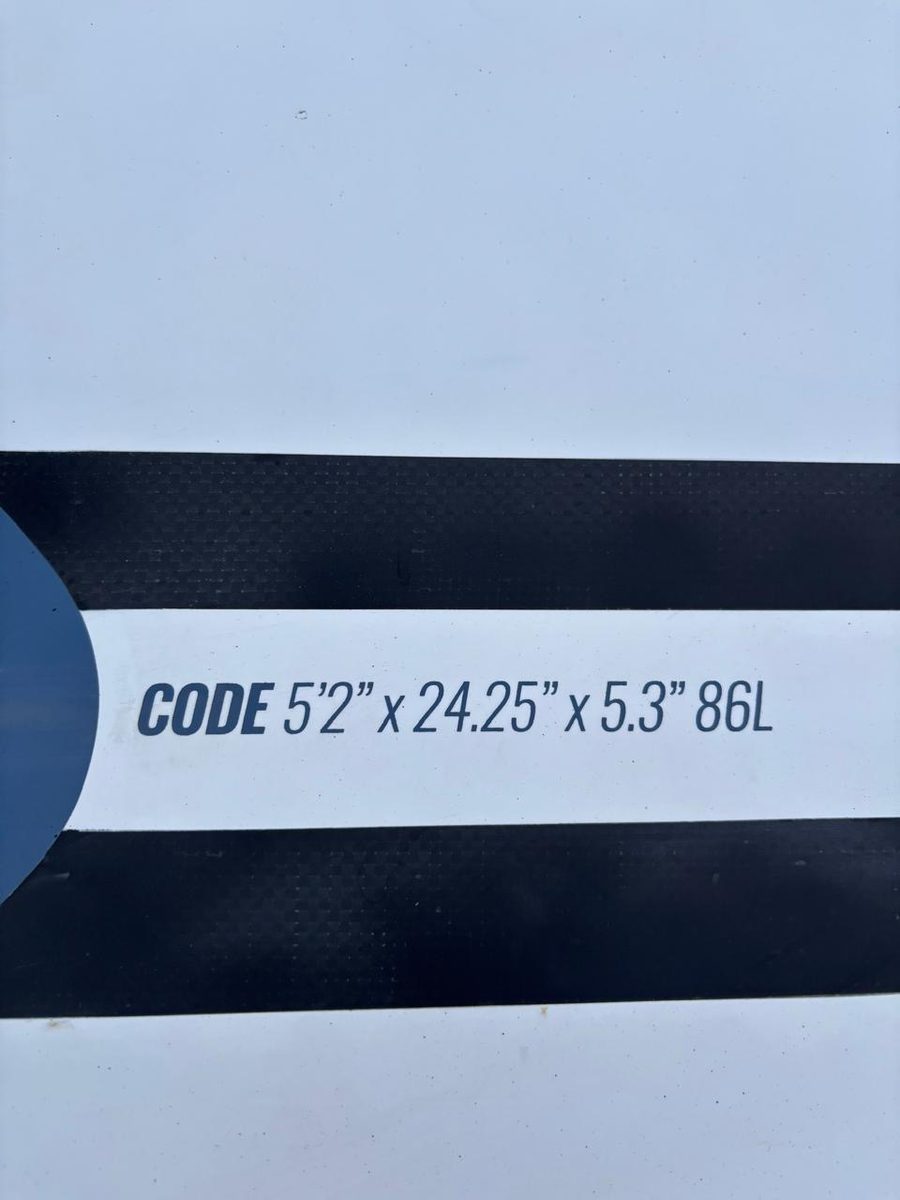 CODE 5’2” x 24.25” x 5.3” 86L